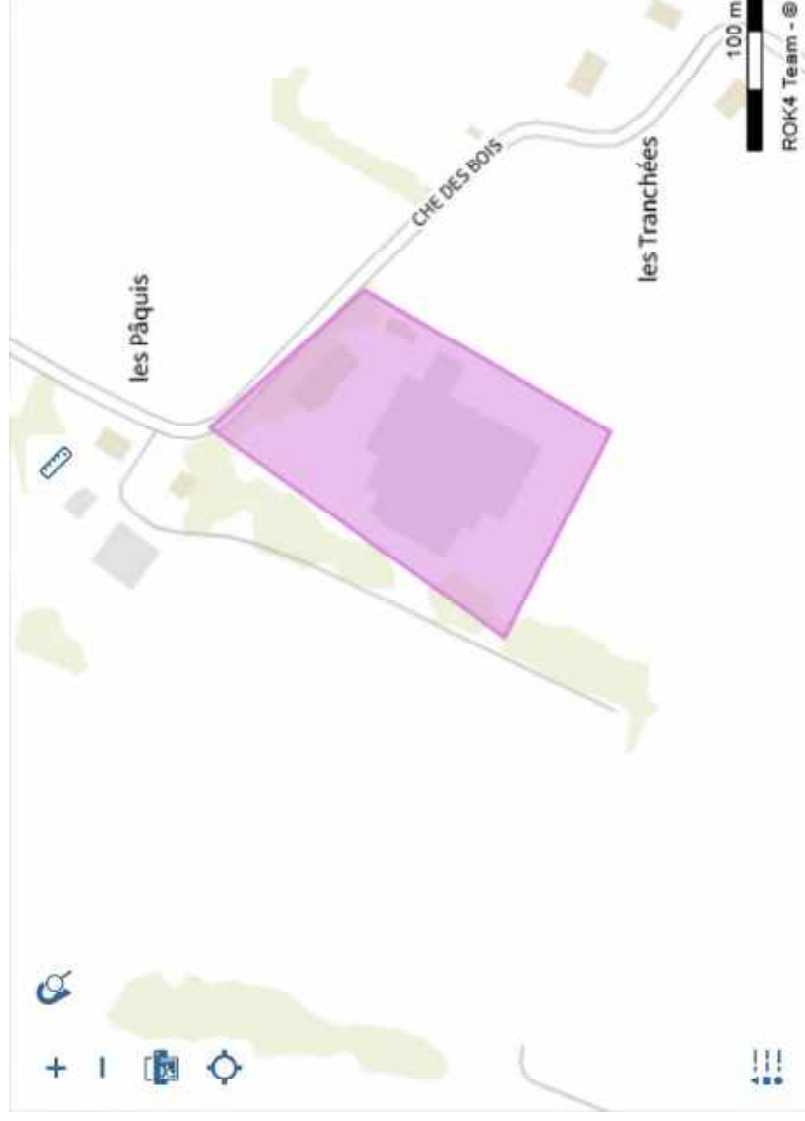 les Pâquis
CHE DES BOIS
les Tranchées
100 m
ROK4 Team - ©